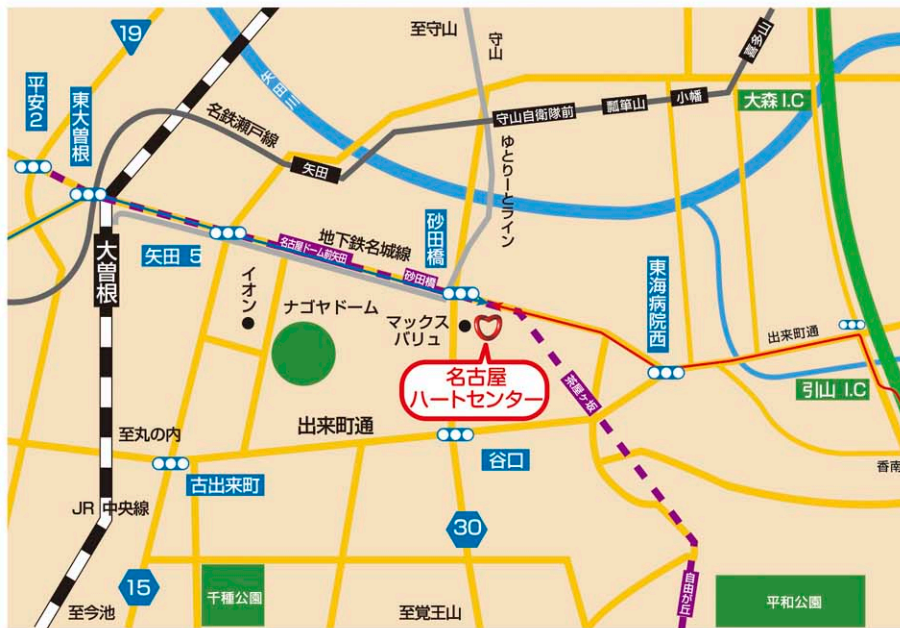 19
至守山
守山
喜多山
平安2
東大曽根
矢田川
名鉄瀬戸線
矢田
守山自衛隊前
瓢箪山
小幡
大森 I.C
ゆとりーとライン
大曽根
矢田 5
地下鉄名城線
名古屋ドーム前矢田
砂田橋
砂田橋
イオン
ナゴヤドーム
マックス
バリュ
東海病院西
出来町通
名古屋
ハートセンター
茶屋ヶ坂
引山 I.C
至丸の内
出来町通
谷口
古出来町
香南
JR 中央線
30
15
千種公園
自由が丘
平和公園
至今池
至覚王山